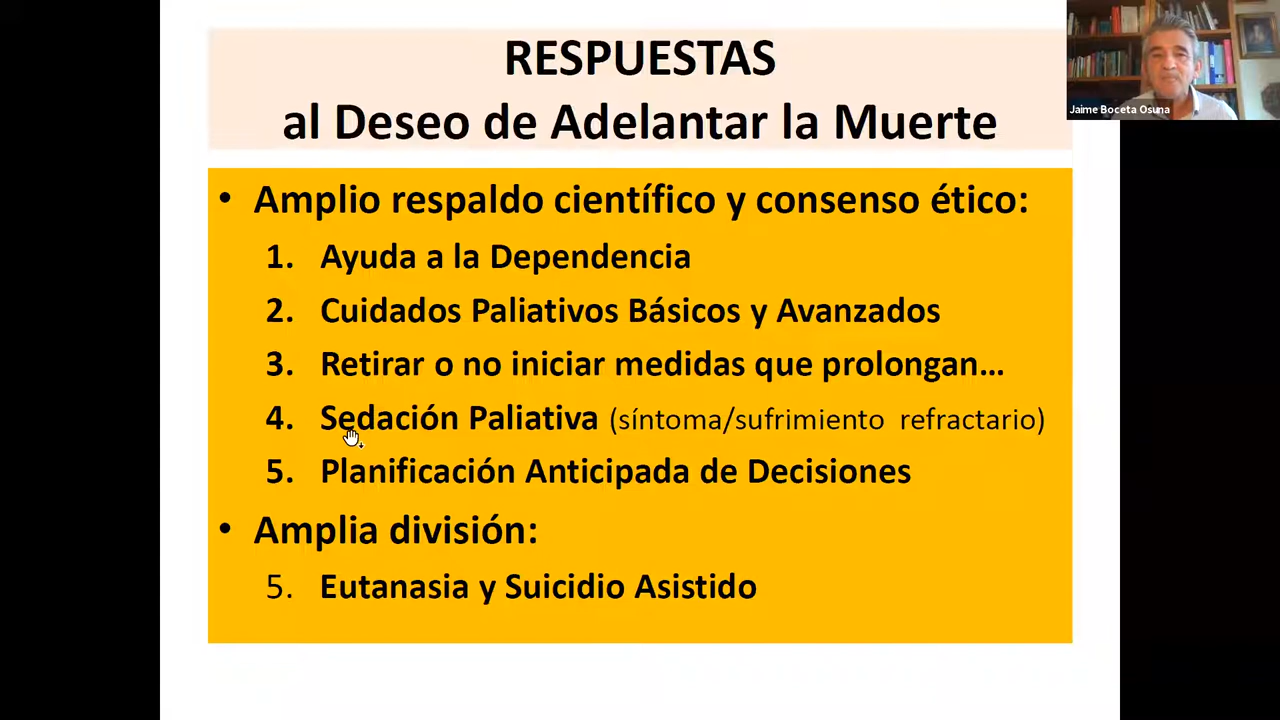 RESPUESTAS
al Deseo de Adelantar la Muerte
Jaime Boceta Osuna
• Amplio respaldo científico y consenso ético:
1. Ayuda a la Dependencia
2. Cuidados Paliativos Básicos y Avanzados
3. Retirar o no iniciar medidas que prolongan…
4. Sedación Paliativa (síntoma/sufrimiento refractario)
5. Planificación Anticipada de Decisiones
• Amplia división:
5. Eutanasia y Suicidio Asistido